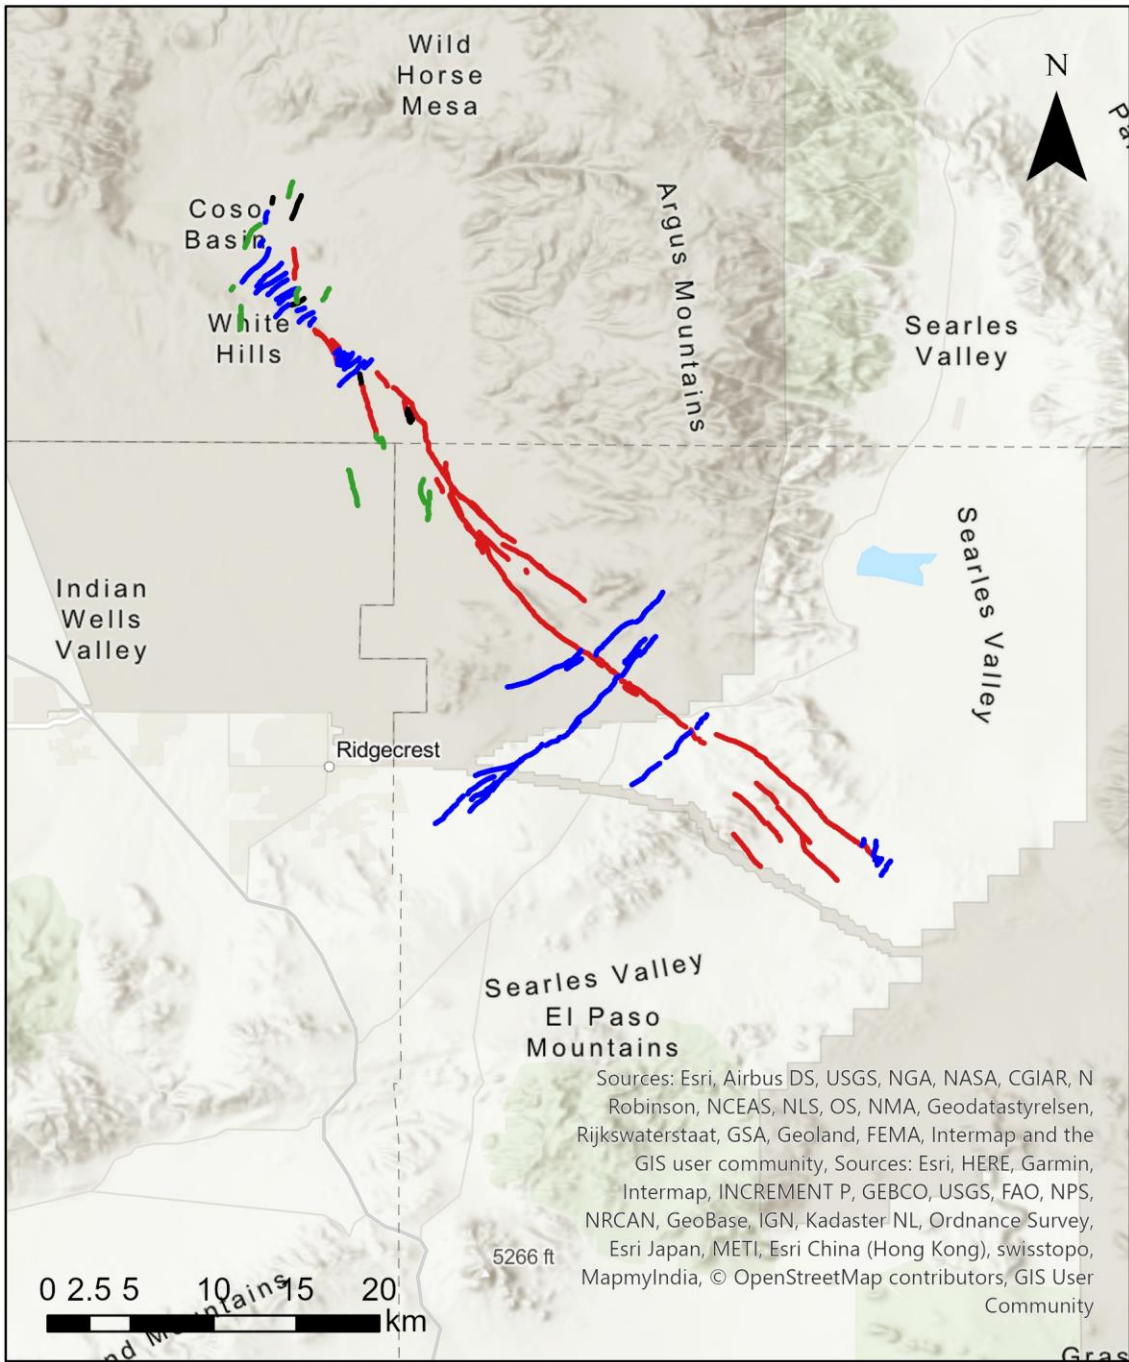 Wild
Horse
Mesa
N
Pa
Coso
Basin
Argus Mountains
White
Hills
Searles
Valley
Searles Valley
Indian
Wells
Valley
Ridgecrest
Searles Valley
El Paso
Mountains
Sources: Esri, Airbus DS, USGS, NGA, NASA, CGIAR, N
Robinson, NCEAS, NLS, OS, NMA, Geodatastyrelsen,
Rijkswaterstaat, GSA, Geoland, FEMA, Intermap and the
GIS user community, Sources: Esri, HERE, Garmin,
Intermap, INCREMENT P, GEBCO, USGS, FAO, NPS,
NRCAN, GeoBase, IGN, Kadaster NL, Ordnance Survey,
Esri Japan, METI, Esri China (Hong Kong), swisstopo,
MapmyIndia, © OpenStreetMap contributors, GIS User
Community
5266 ft
0 2.5 5 10 15 20
km
nd Mountains
Gras